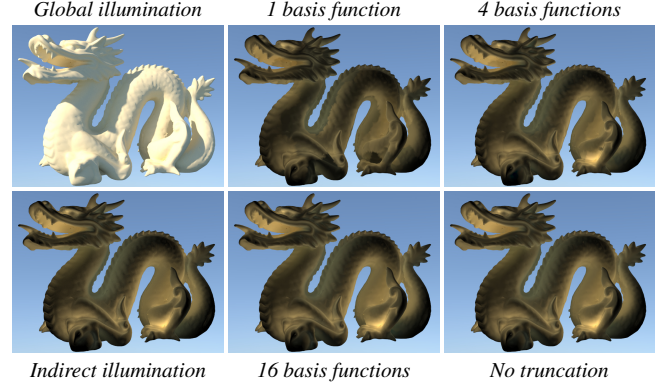 Global illumination
1 basis function
4 basis functions
Indirect illumination
16 basis functions
No truncation